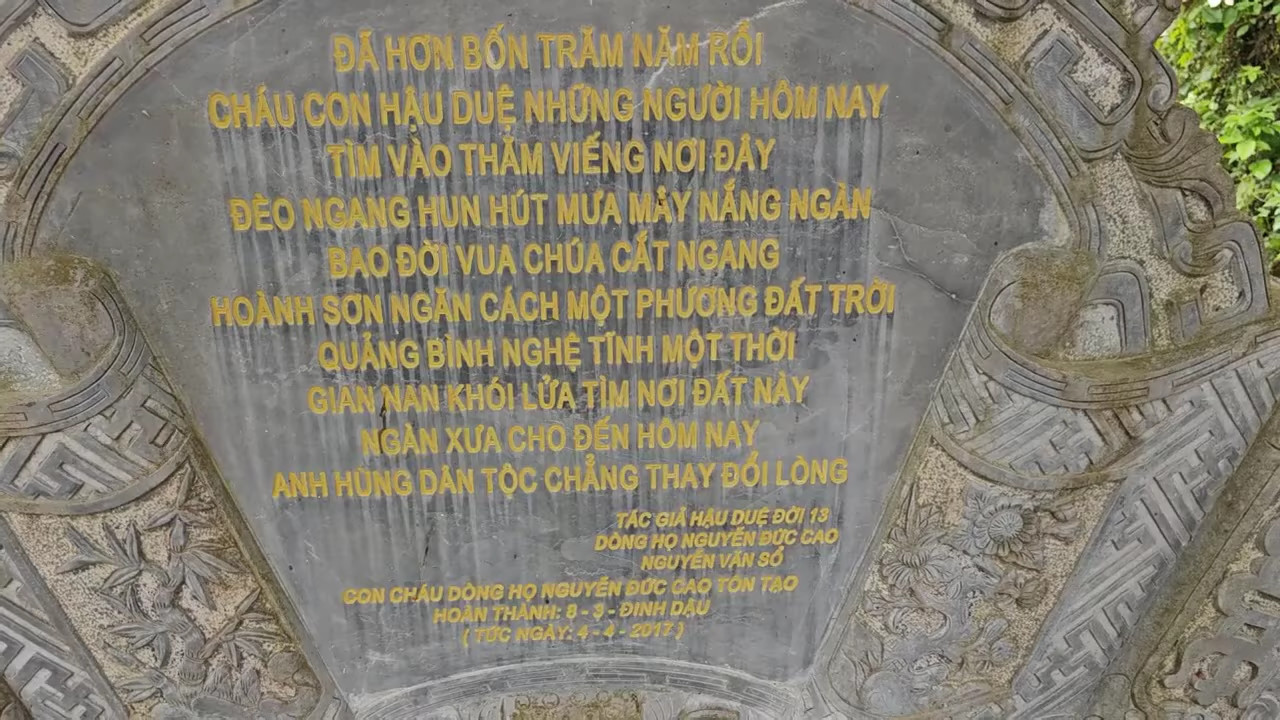 ĐÃ HƠN BỐN TRĂM NĂM RỒI
CHÁU CON HẬU DUỆ NHỮNG NGƯỜI HÔM NAY
TÌM VÀO THĂM VIẾNG NƠI ĐÂY
ĐÈO NGANG HUN HÚT MƯA MÂY NẮNG NGÀN
BAO ĐỜI VUA CHÚA CẮT NGANG
HOÀNH SƠN NGĂN CÁCH MỘT PHƯƠNG ĐẤT TRỜI
QUẢNG BÌNH NGHỆ TĨNH MỘT THỜI
GIAN NAN KHÓI LỬA TÌM NƠI ĐẤT NÀY
NGÀN XƯA CHO ĐẾN HÔM NAY
ANH HÙNG DÂN TỘC CHẲNG THAY ĐỔI LÒNG
TÁC GIẢ HẬU DUỆ ĐỜI 13
DÒNG HỌ NGUYỄN ĐỨC CAO
NGUYỄN VĂN SỔ
CON CHÁU DÒNG HỌ NGUYỄN ĐỨC CAO TÔN TẠO
HOÀN THÀNH: 8 - 3 - ĐINH DẬU
( TỨC NGÀY: 4 - 4 - 2017 )